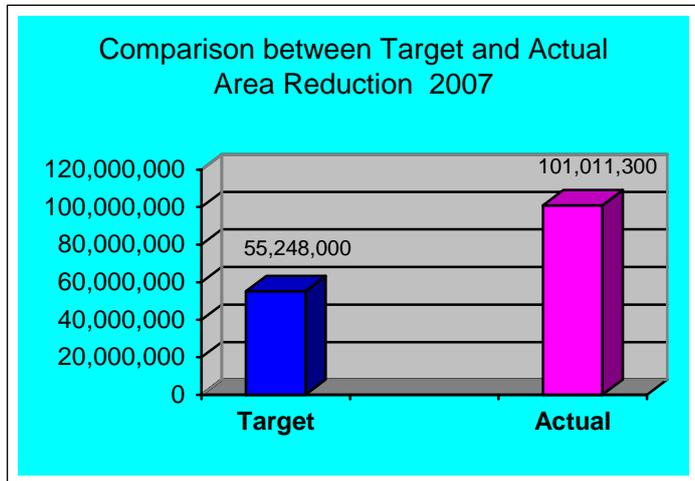 Comparison between Target and Actual
Area Reduction 2007
120,000,000
100,000,000
80,000,000
60,000,000
40,000,000
20,000,000
0
55,248,000
101,011,300
Target
Actual